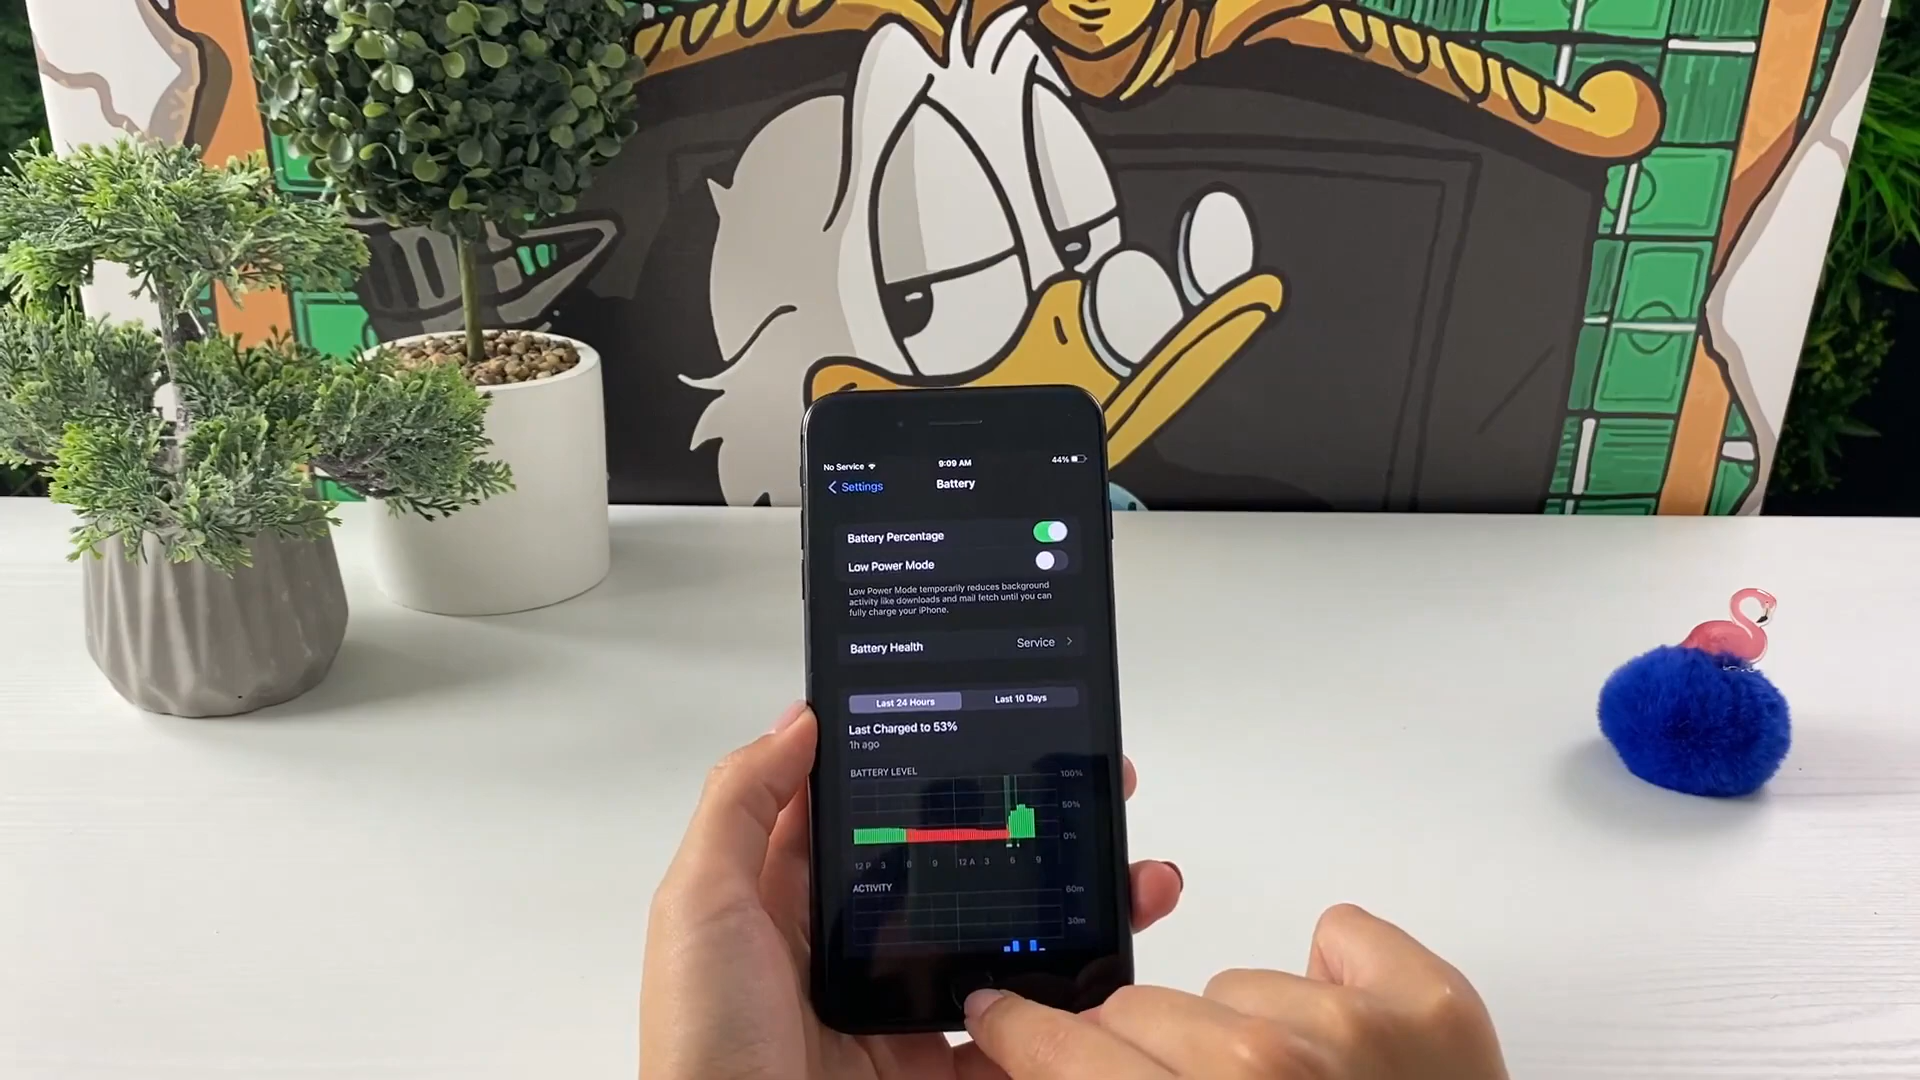 No Service
9:09 AM
44%
Settings
Battery
Battery Percentage
Low Power Mode
Low Power Mode temporarily reduces background
activity like downloads and mail fetch until you can
fully charge your iPhone.
Battery Health
Service
Last 24 Hours
Last 10 Days
Last Charged to 53%
1h ago
BATTERY LEVEL
100%
50%
0%
12 P 3 6 9 12 A 3 6 9
ACTIVITY
60m
30m